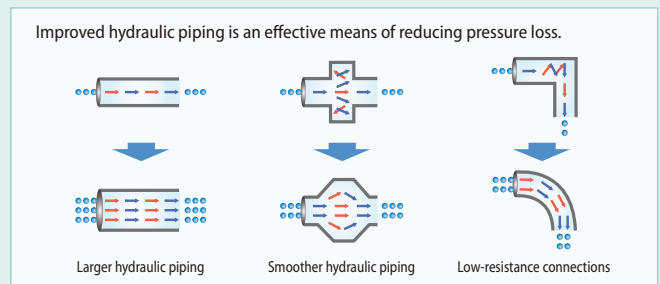 Improved hydraulic piping is an effective means of reducing pressure loss.
Larger hydraulic piping
Smoother hydraulic piping
Low-resistance connections